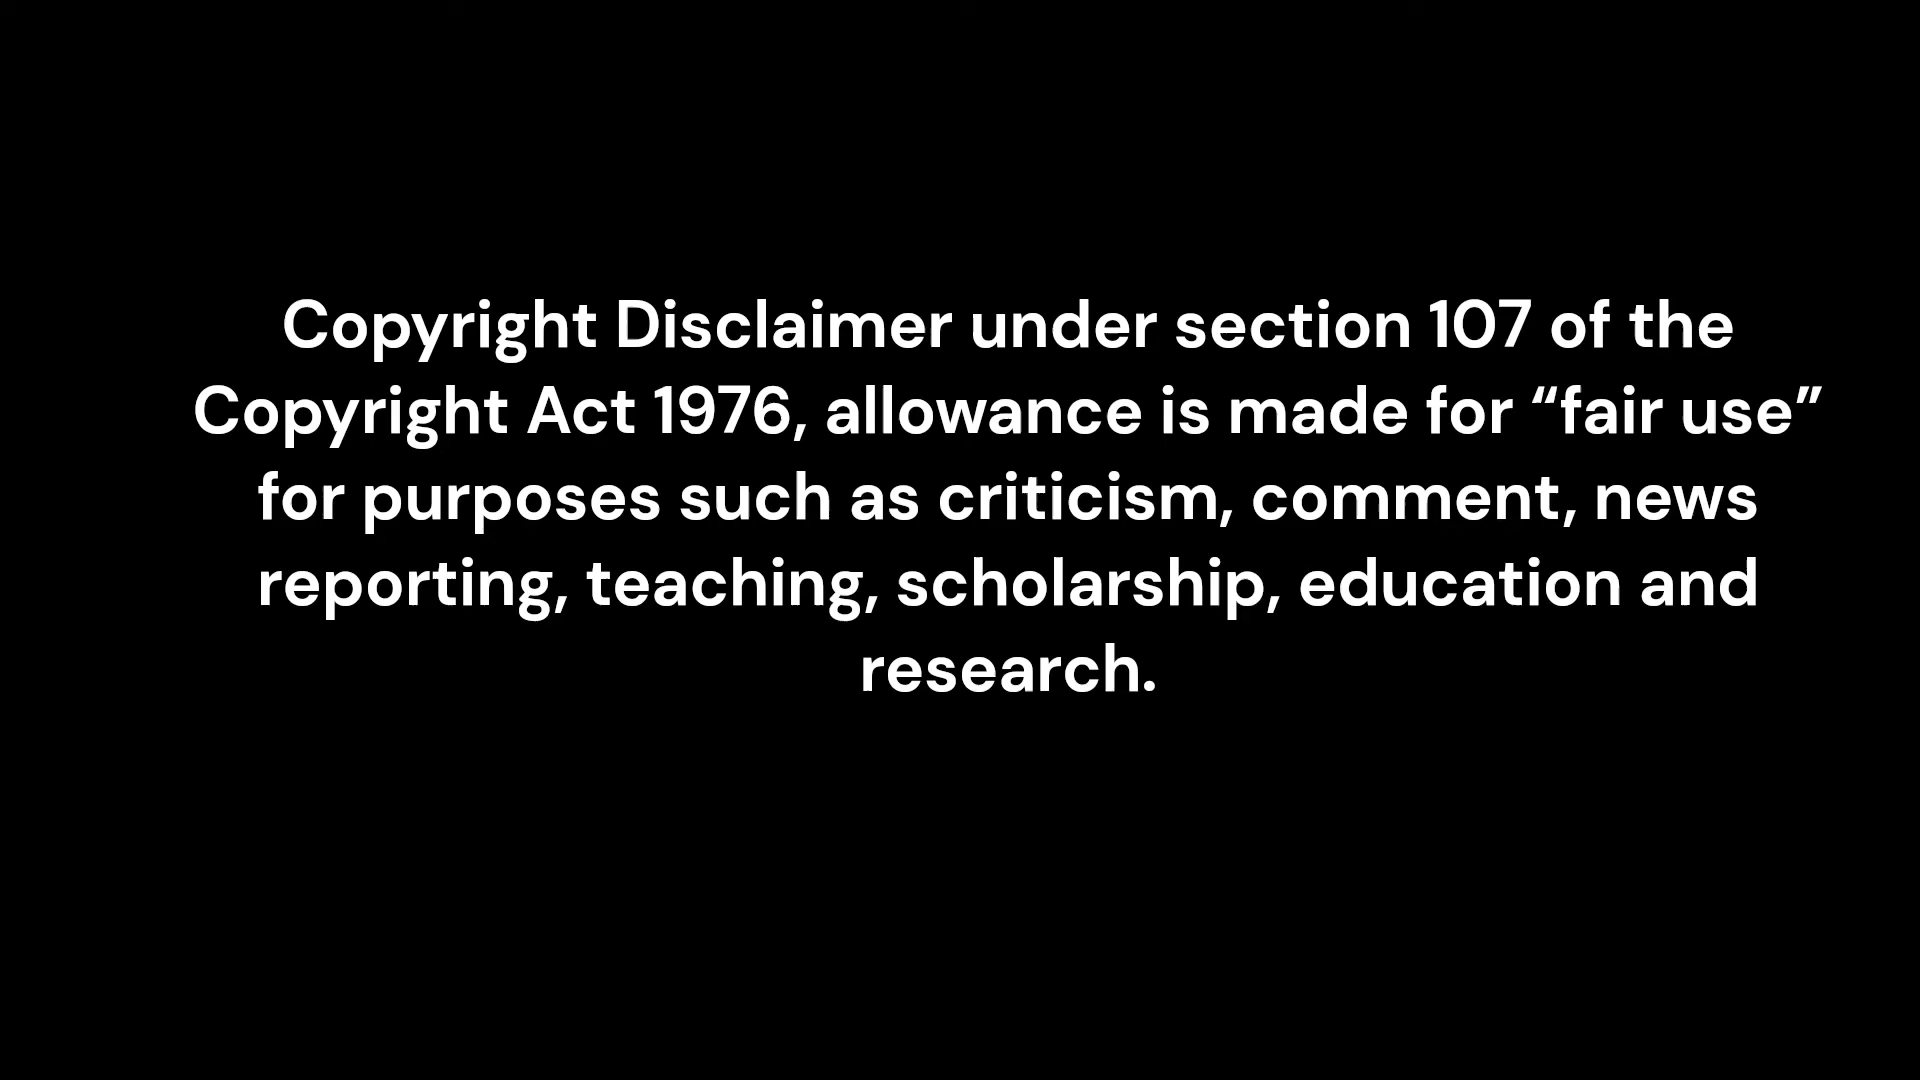 Copyright Disclaimer under section 107 of the
Copyright Act 1976, allowance is made for “fair use”
for purposes such as criticism, comment, news
reporting, teaching, scholarship, education and
research.